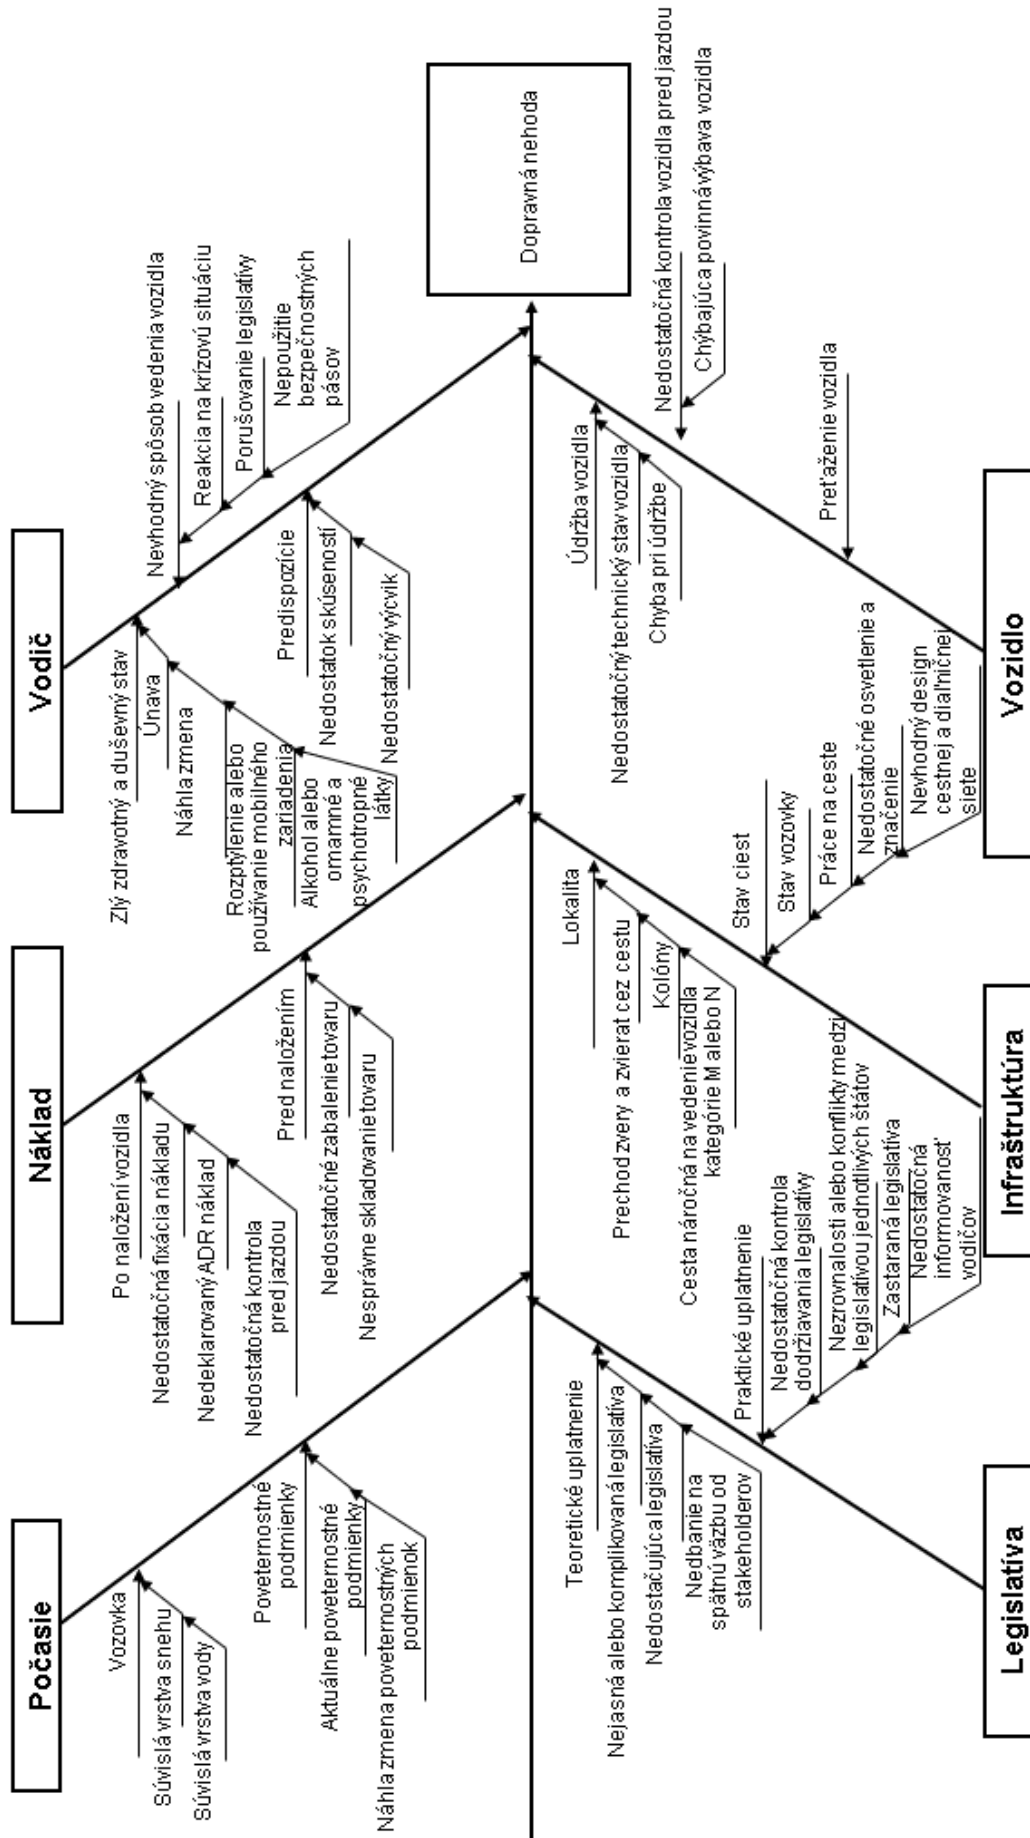 Počasie
Vozovka
Súvislá vrstva snehu
Súvislá vrstva vody
Poveternostné
podmienky
Aktuálne poveternostné
podmienky
Náhla zmena poveternostných
podmienok
Náklad
Po naložení vozidla
Nedostatočná fixácia nákladu
Nedeklarovaný ADR náklad
Nedostatočná kontrola
pred jazdou
Pred naložením
Nedostatočné zabalenie tovaru
Nesprávne skladovanie tovaru
Vodič
Zlý zdravotný a duševný stav
Únava
Náhla zmena
Rozptýlenie alebo
používanie mobilného
zariadenia
Alkohol alebo
omamné a
psychotropné
látky
Nevhodný spôsob vedenia vozidla
Reakcia na krízovú situáciu
Porušovanie legislatívy
Nepoužitie
bezpečnostných
pásov
Predispozície
Nedostatok skúseností
Nedostatočný výcvik
Dopravná nehoda
Legislatíva
Teoretické uplatnenie
Nejasná alebo komplikovaná legislatíva
Nedostačujúca legislatíva
Nedbanie na
spätnú väzbu od
stakeholderov
Praktické uplatnenie
Nedostatočná kontrola
dodržiavania legislatívy
Nezrovnalosti alebo konflikty medzi
legislatívou jednotlivých štátov
Zastaraná legislatíva
Nedostatočná
informovanosť
vodičov
Infraštruktúra
Lokalita
Prechod zvery a zvierat cez cestu
Kolóny
Cesta náročná na vedenie vozidla
kategórie M alebo N
Stav ciest
Stav vozovky
Práce na ceste
Nedostatočné osvetlenie a
značenie
Nevhodný design
cestnej a diaľničnej
siete
Vozidlo
Údržba vozidla
Nedostatočný technický stav vozidla
Chyba pri údržbe
Nedostatočná kontrola vozidla pred jazdou
Chýbajúca povinná výbava vozidla
Preťaženie vozidla